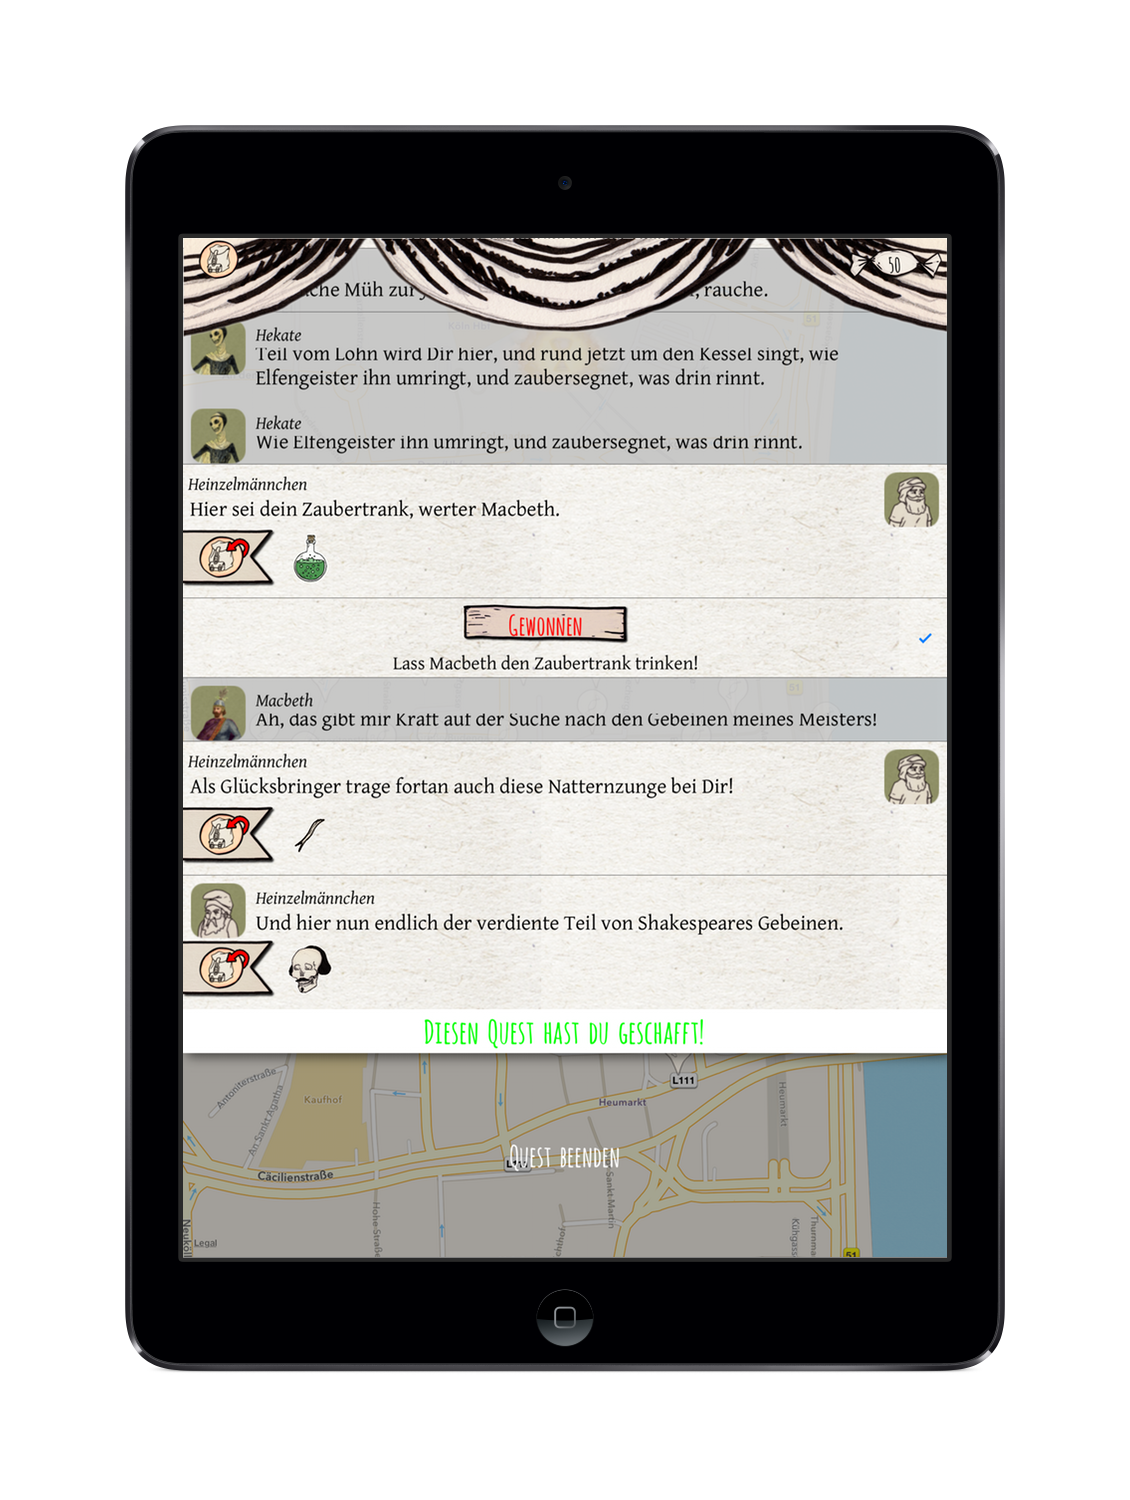 50
che Müh zur
, rauche.
51
Hekate
Teil vom Lohn wird Dir hier, und rund jetzt um den Kessel singt, wie
Elfengeister ihn umringt, und zaubersegnet, was drin rinnt.
Hekate
Wie Elfengeister ihn umringt, und zaubersegnet, was drin rinnt.
Heinzelmännchen
Hier sei dein Zaubertrank, werter Macbeth.
Gewonnen
Lass Macbeth den Zaubertrank trinken!
51
Macbeth
Ah, das gibt mir Kraft auf der Suche nach den Gebeinen meines Meisters!
Heinzelmännchen
Als Glücksbringer trage fortan auch diese Natternzunge bei Dir!
Heinzelmännchen
Und hier nun endlich der verdiente Teil von Shakespeares Gebeinen.
Diesen Quest hast du geschafft!
L111
Antoniterstraße
An Sankt Agatha
Kaufhof
Heumarkt
Heumarkt
Quest beenden
Cäcilienstraße
Sankt-Martin
Hohe-Straße
Neuköll
Legal
chthof
Kühgass
Thurnma
51